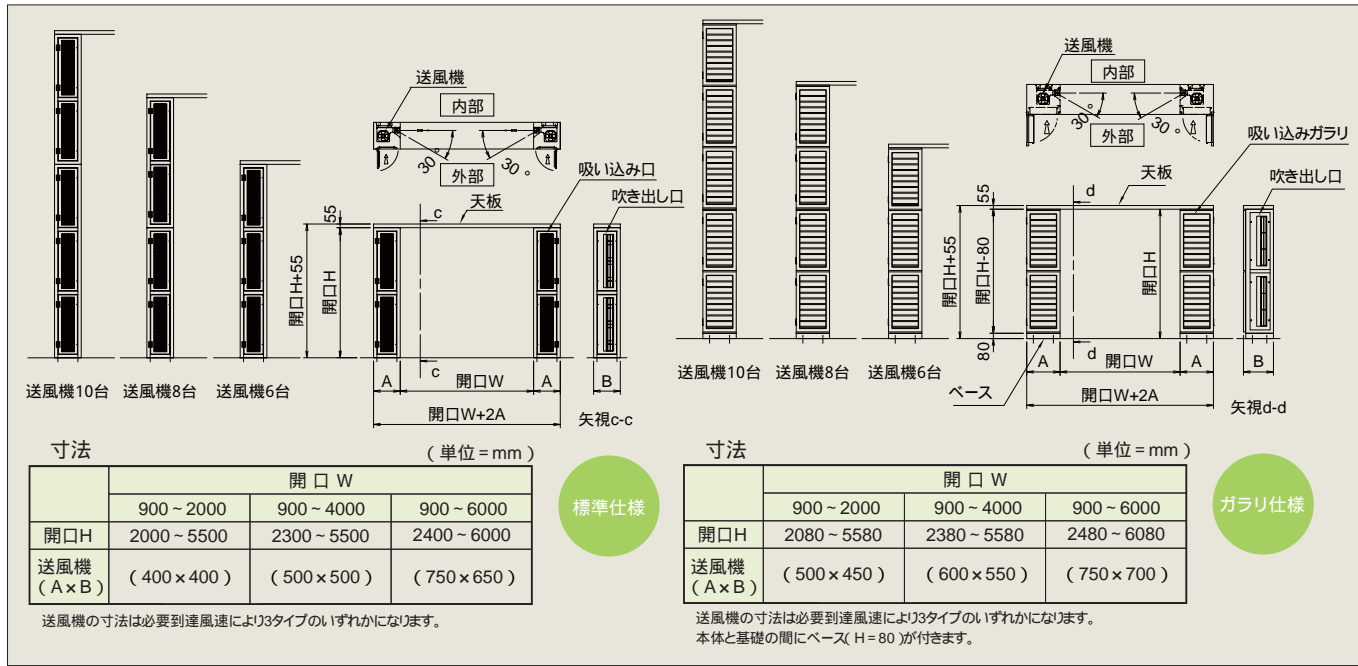 送風機
内部
30°
30°
外部
吸い込み口
吹き出し口
天板
c
55
開口H+55
開口H
c
A
開口W
A
B
開口W+2A
矢視c-c
送風機10台
送風機8台
送風機6台
寸法
(単位=mm)
開口W
900~2000 900~4000 900~6000
開口H 2000~5500 2300~5500 2400~6000
送風機
(A×B) (400×400) (500×500) (750×650)
送風機の寸法は必要到達風速により3タイプのいずれかになります。
標準仕様
送風機
内部
30°
30°
外部
吸い込みガラリ
吹き出し口
天板
d
55
開口H+55
開口H-80
開口H
80
d
A
開口W
A
B
ベース
開口W+2A
矢視d-d
送風機10台
送風機8台
送風機6台
寸法
(単位=mm)
開口W
900~2000 900~4000 900~6000
開口H 2080~5580 2380~5580 2480~6080
送風機
(A×B) (500×450) (600×550) (750×700)
送風機の寸法は必要到達風速により3タイプのいずれかになります。
本体と基礎の間にベース(H=80)が付きます。
ガラリ仕様